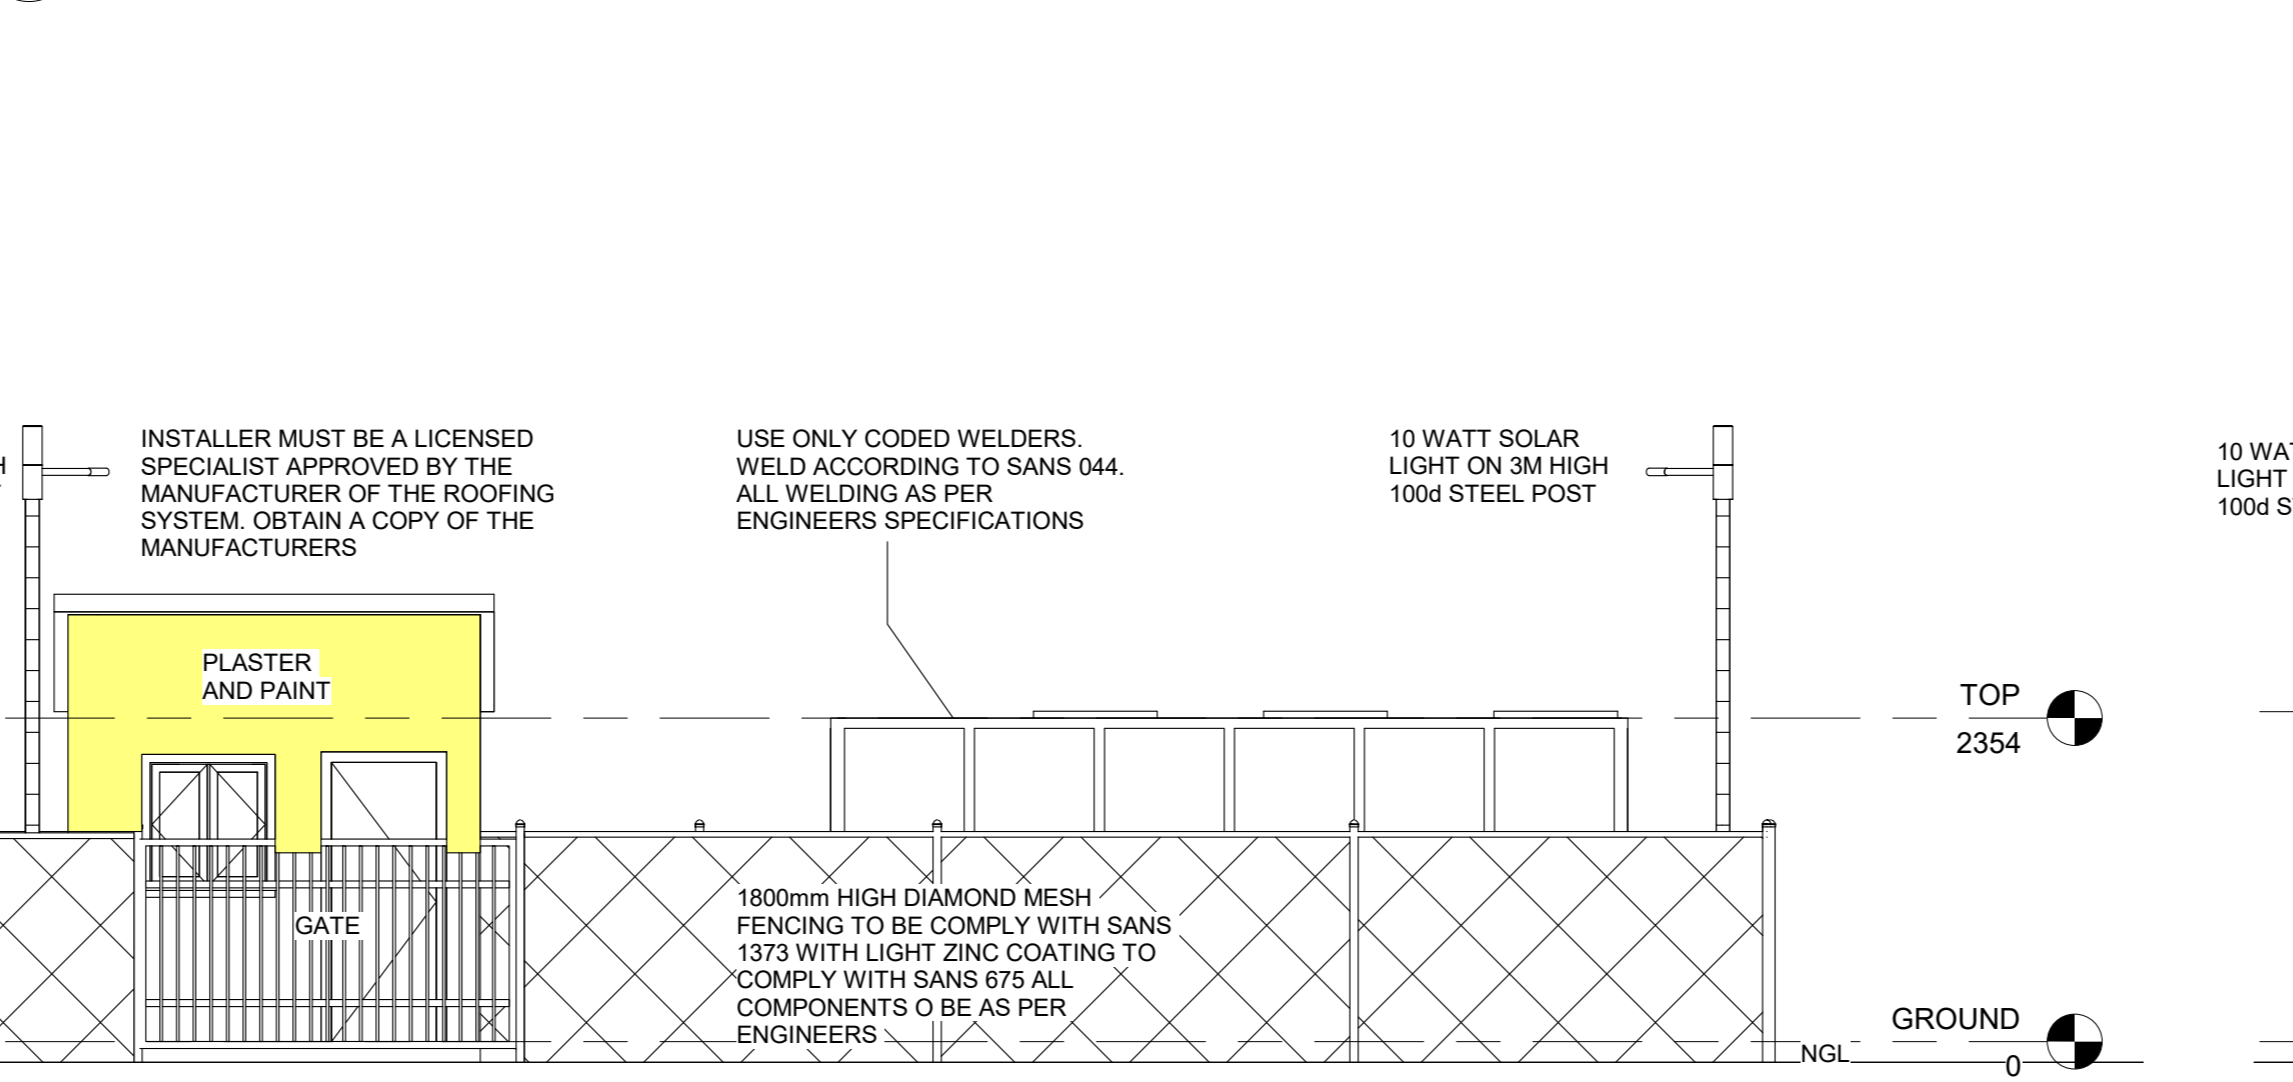 INSTALLER MUST BE A LICENSED
SPECIALIST APPROVED BY THE
MANUFACTURER OF THE ROOFING
SYSTEM. OBTAIN A COPY OF THE
MANUFACTURERS
USE ONLY CODED WELDERS.
WELD ACCORDING TO SANS 044.
ALL WELDING AS PER
ENGINEERS SPECIFICATIONS
10 WATT SOLAR
LIGHT ON 3M HIGH
100d STEEL POST
10 WAT
LIGHT
100d S
PLASTER
AND PAINT
TOP
2354
GATE
1800mm HIGH DIAMOND MESH
FENCING TO BE COMPLY WITH SANS
1373 WITH LIGHT ZINC COATING TO
COMPLY WITH SANS 675 ALL
COMPONENTS O BE AS PER
ENGINEERS
GROUND
0
NGL